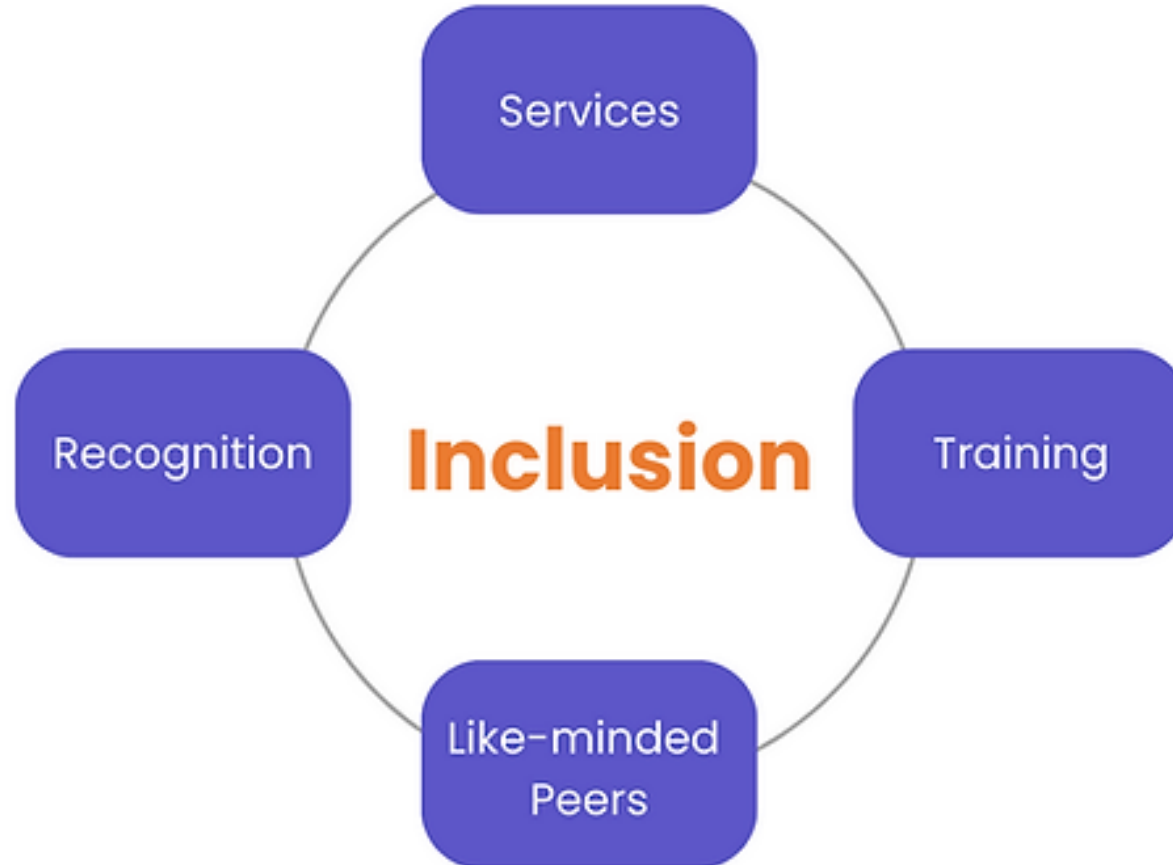 Services
Recognition
Inclusion
Training
Like-minded
Peers